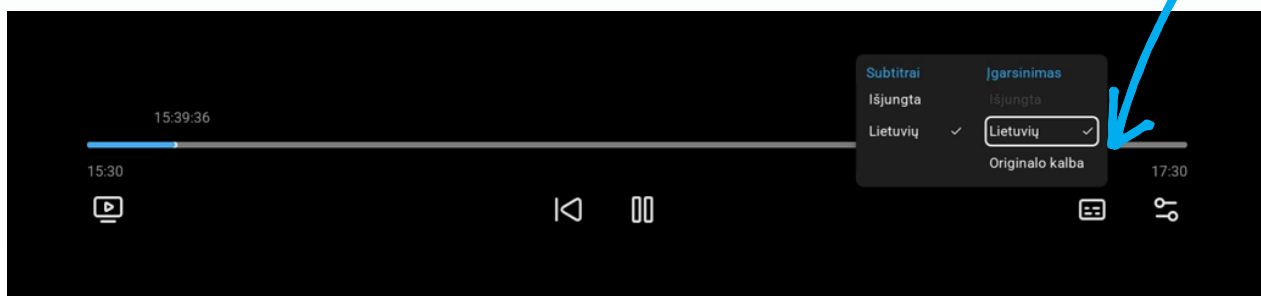 Subtitrai
Įgarsinimas
Išjungta
Išjungta
Lietuvių
Lietuvių
Originalo kalba
15:39:36
15:30
17:30